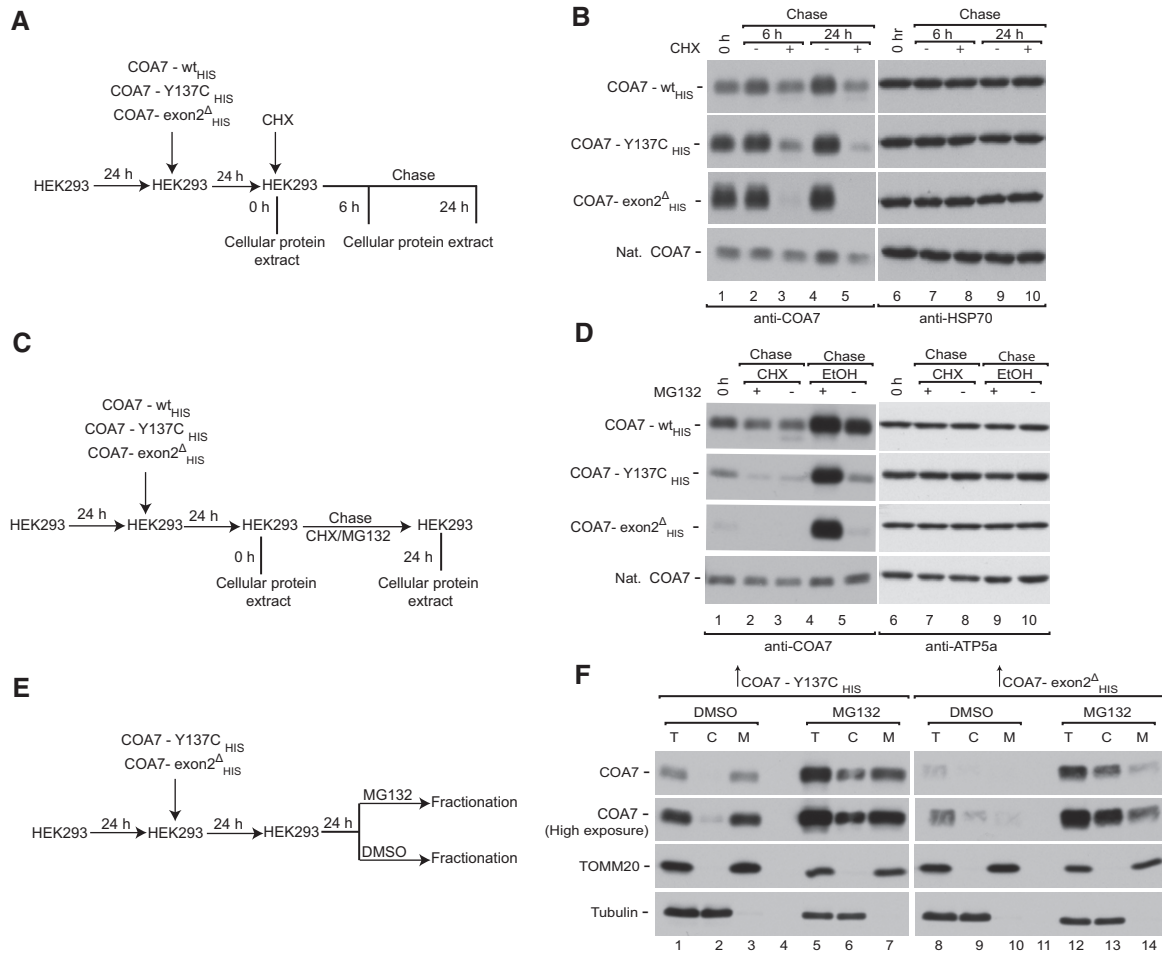 A
COA7 - wtHIS
COA7 - Y137C HIS
COA7- exon2Δ HIS
CHX
HEK293 24 h HEK293 24 h HEK293 Chase
0 h 6 h 24 h
Cellular protein extract Cellular protein extract
B
Chase Chase
0 h 6 h 24 h 0 hr 6 h 24 h
CHX - + - + - + - +
COA7 - wtHIS -
COA7 - Y137C HIS -
COA7- exon2Δ HIS -
Nat. COA7 -
1 2 3 4 5 6 7 8 9 10
anti-COA7 anti-HSP70
C
COA7 - wtHIS
COA7 - Y137C HIS
COA7- exon2Δ HIS
HEK293 24 h HEK293 24 h HEK293 Chase CHX/MG132 HEK293
0 h 24 h
Cellular protein extract Cellular protein extract
D
Chase Chase Chase Chase
0 h CHX EtOH 0 h CHX EtOH
MG132 + - + - + - + -
COA7 - wtHIS -
COA7 - Y137C HIS -
COA7- exon2Δ HIS -
Nat. COA7 -
1 2 3 4 5 6 7 8 9 10
anti-COA7 anti-ATP5a
E
COA7 - Y137C HIS
COA7- exon2Δ HIS
MG132 Fractionation
HEK293 24 h HEK293 24 h HEK293 24 h
DMSO Fractionation
F
↑COA7 - Y137C HIS ↑COA7- exon2Δ HIS
DMSO MG132 DMSO MG132
T C M T C M T C M T C M
COA7 -
COA7 -
(High exposure)
TOMM20 -
Tubulin -
1 2 3 4 5 6 7 8 9 10 11 12 13 14